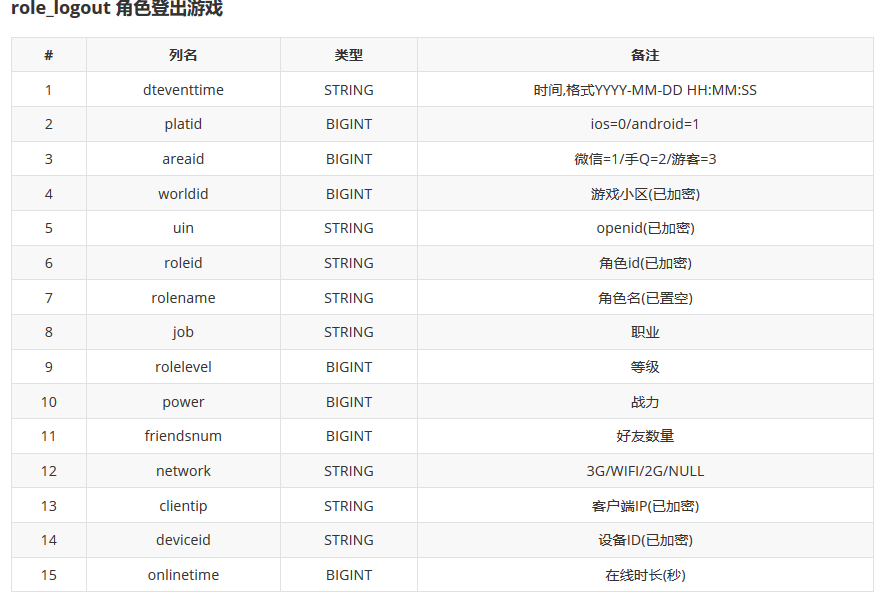 role_logout 角色登出游戏
# 列名 类型 备注
1 dteventtime STRING 时间,格式YYYY-MM-DD HH:MM:SS
2 platid BIGINT ios=0/android=1
3 areaid BIGINT 微信=1/手Q=2/游客=3
4 worldid BIGINT 游戏小区(已加密)
5 uin STRING openid(已加密)
6 roleid STRING 角色id(已加密)
7 rolename STRING 角色名(已置空)
8 job STRING 职业
9 rolelevel BIGINT 等级
10 power BIGINT 战力
11 friendsnum BIGINT 好友数量
12 network STRING 3G/WIFI/2G/NULL
13 clientip STRING 客户端IP(已加密)
14 deviceid STRING 设备ID(已加密)
15 onlinetime BIGINT 在线时长(秒)